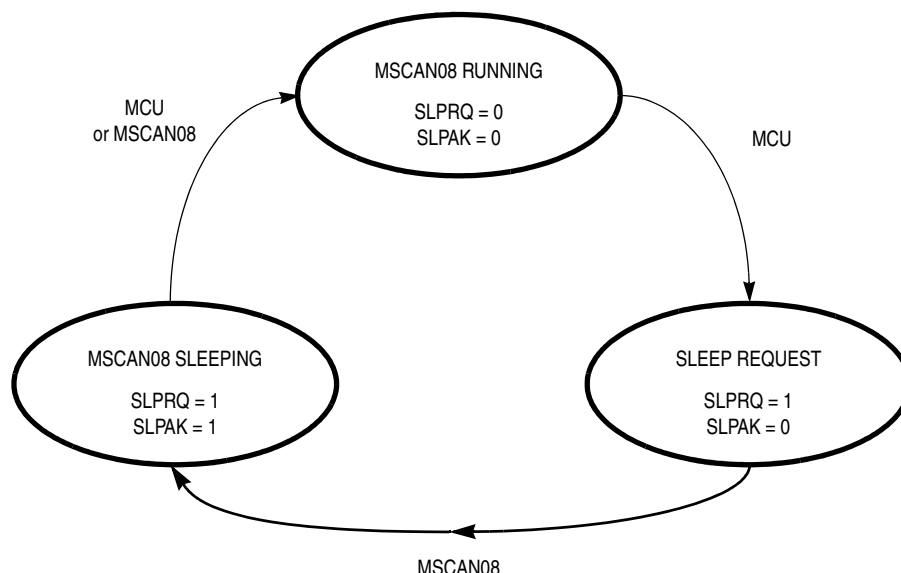 MSCAN08 RUNNING
SLPRQ = 0
SLPAK = 0
MCU
or MSCAN08
MCU
MSCAN08 SLEEPING
SLPRQ = 1
SLPAK = 1
SLEEP REQUEST
SLPRQ = 1
SLPAK = 0
MSCAN08